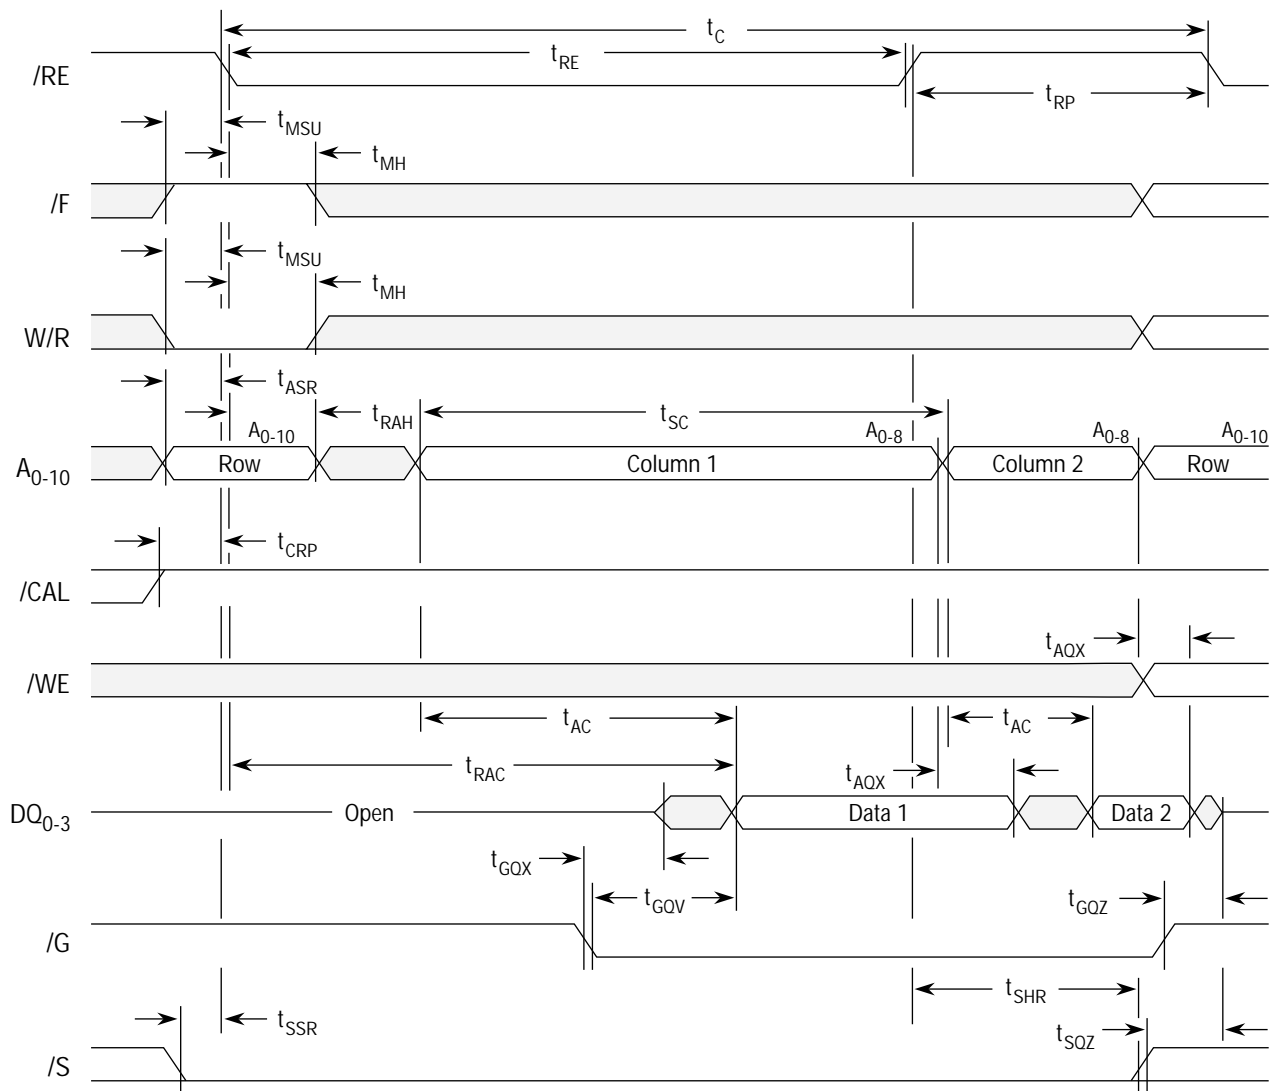 t_C
t_RE
/RE
t_RP
t_MSU
t_MH
/F
t_MSU
t_MH
W/R
t_ASR
t_RAH
t_SC
A_0-10
A_0-8
A_0-8
A_0-10
A_0-10
Row
Column 1
Column 2
Row
t_CRP
/CAL
t_AQX
/WE
t_AC
t_AC
t_RAC
t_AQX
DQ_0-3
Open
Data 1
Data 2
t_GQX
t_GQV
t_GQZ
/G
t_SHR
t_SSR
t_SQZ
/S